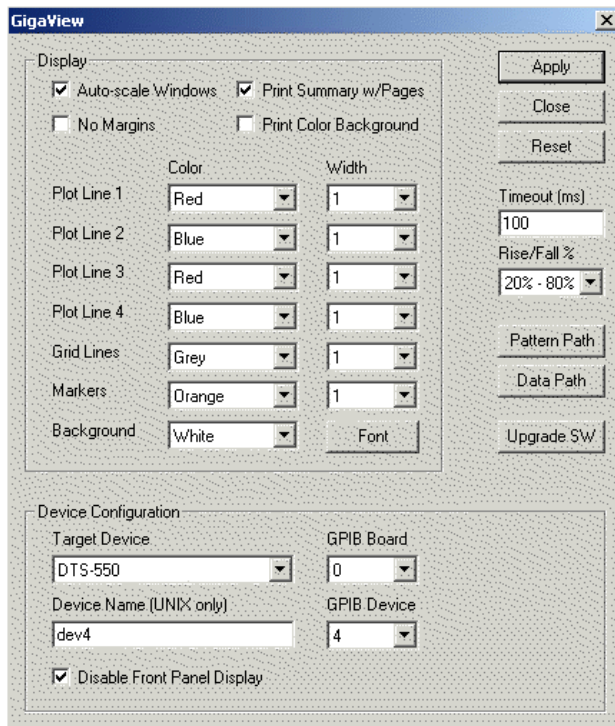 GigaView
Display
Auto-scale Windows Print Summary w/Pages
No Margins Print Color Background
Color Width
Plot Line 1 Red 1
Plot Line 2 Blue 1
Plot Line 3 Red 1
Plot Line 4 Blue 1
Grid Lines Grey 1
Markers Orange 1
Background White Font
Apply
Close
Reset
Timeout (ms)
100
Rise/Fall %
20% - 80%
Pattern Path
Data Path
Upgrade SW
Device Configuration
Target Device GPIB Board
DTS-550 0
Device Name (UNIX only) GPIB Device
dev4 4
Disable Front Panel Display